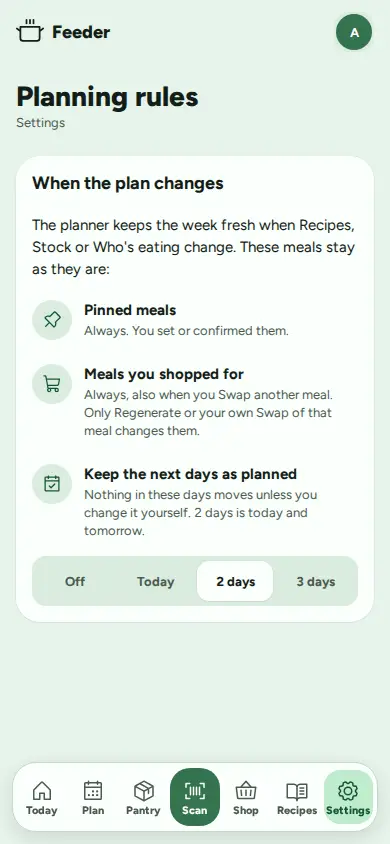 Feeder
A
Planning rules
Settings
When the plan changes
The planner keeps the week fresh when Recipes,
Stock or Who's eating change. These meals stay
as they are:
Pinned meals
Always. You set or confirmed them.
Meals you shopped for
Always, also when you Swap another meal.
Only Regenerate or your own Swap of that
meal changes them.
Keep the next days as planned
Nothing in these days moves unless you
change it yourself. 2 days is today and
tomorrow.
Off Today 2 days 3 days
Today Plan Pantry Scan Shop Recipes Settings